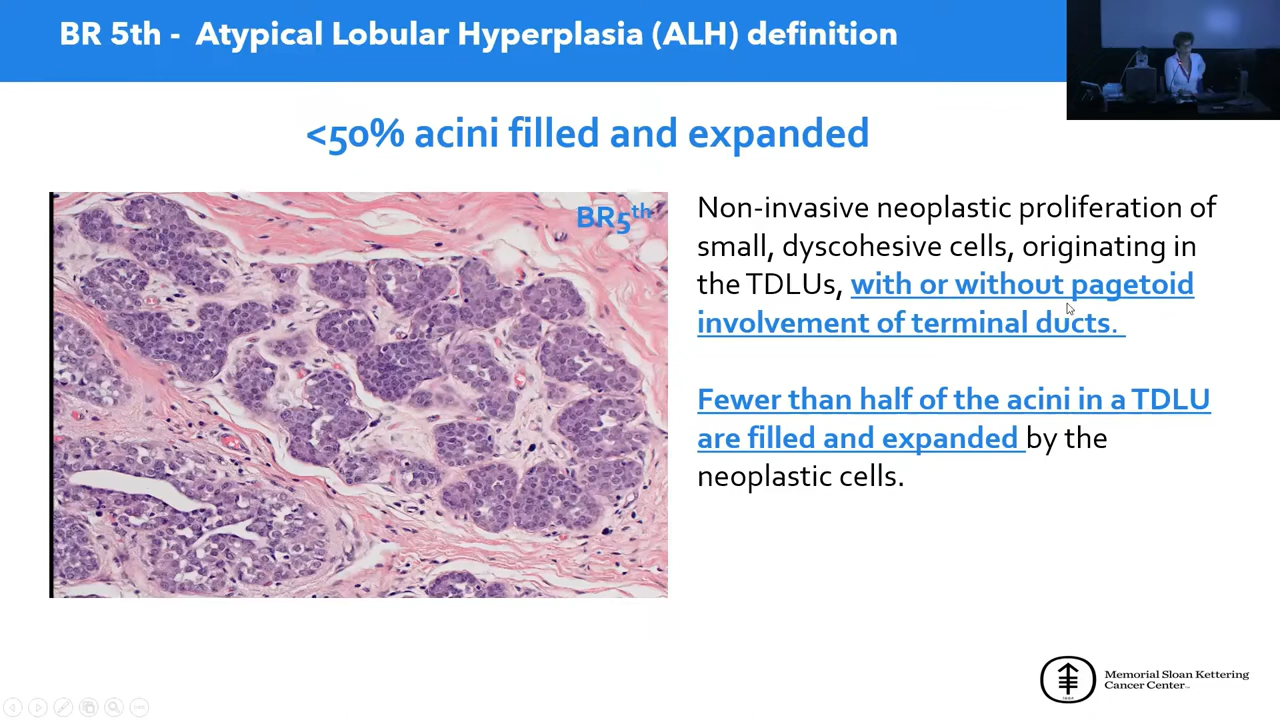 BR 5th - Atypical Lobular Hyperplasia (ALH) definition
<50% acini filled and expanded
BR5th
Non-invasive neoplastic proliferation of
small, dyscohesive cells, originating in
the TDLUs, with or without pagetoid
involvement of terminal ducts.
Fewer than half of the acini in a TDLU
are filled and expanded by the
neoplastic cells.
Memorial Sloan Kettering
Cancer Center